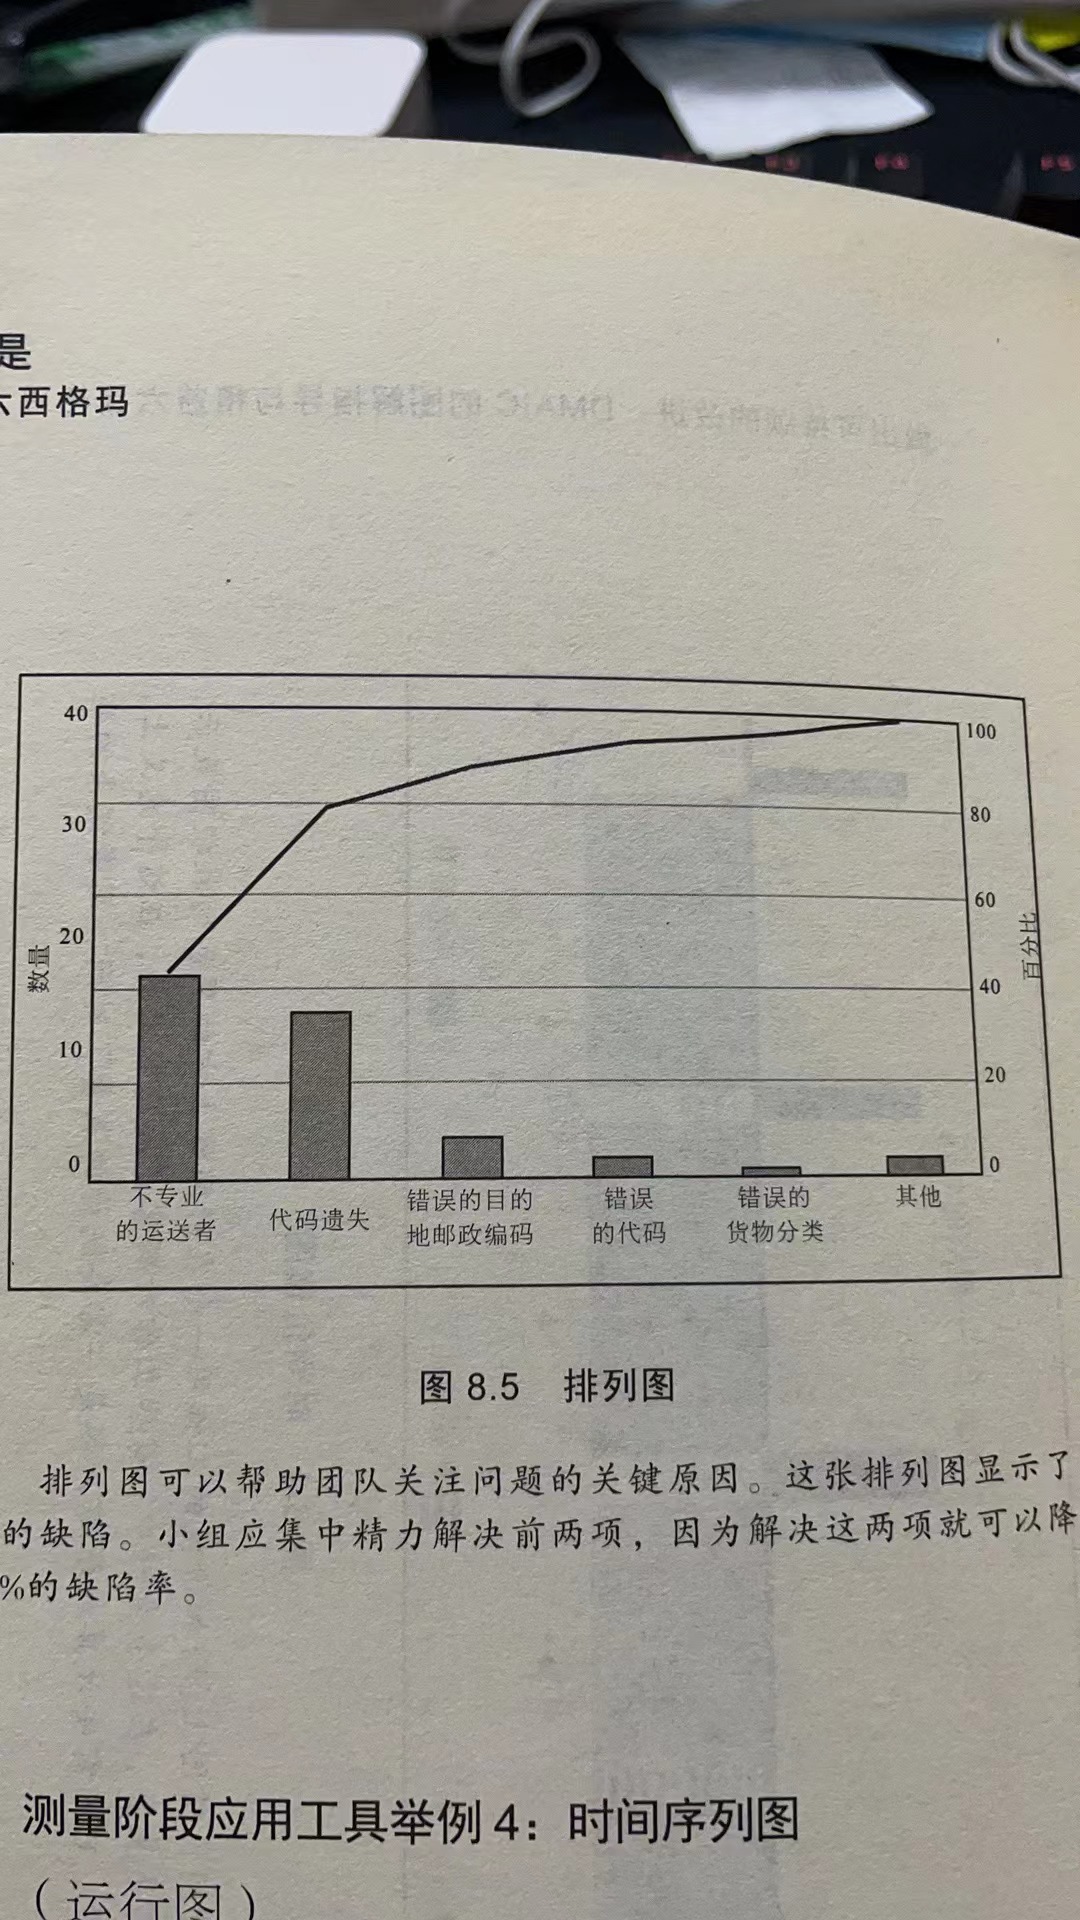 是
六西格玛
40
30
20
10
0
数量
100
80
60
40
20
0
百分比
不专业
的运送者
代码遗失
错误的目的
地邮政编码
错误
的代码
错误的
货物分类
其他
图 8.5 排列图
排列图可以帮助团队关注问题的关键原因。这张排列图显示了
的缺陷。小组应集中精力解决前两项，因为解决这两项就可以降
%的缺陷率。
测量阶段应用工具举例 4：时间序列图
（运行图）